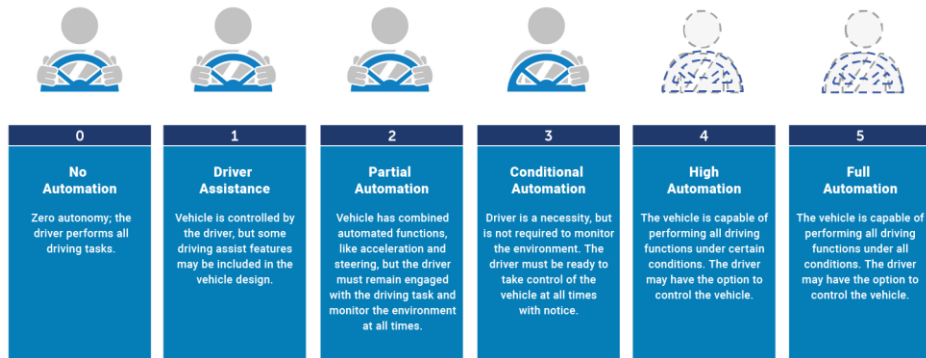 0
No
Automation
Zero autonomy; the
driver performs all
driving tasks.
1
Driver
Assistance
Vehicle is controlled by
the driver, but some
driving assist features
may be included in the
vehicle design.
2
Partial
Automation
Vehicle has combined
automated functions,
like acceleration and
steering, but the driver
must remain engaged
with the driving task and
monitor the environment
at all times.
3
Conditional
Automation
Driver is a necessity, but
is not required to monitor
the environment. The
driver must be ready to
take control of the
vehicle at all times
with notice.
4
High
Automation
The vehicle is capable of
performing all driving
functions under certain
conditions. The driver
may have the option to
control the vehicle.
5
Full
Automation
The vehicle is capable of
performing all driving
functions under all
conditions. The driver
may have the option to
control the vehicle.